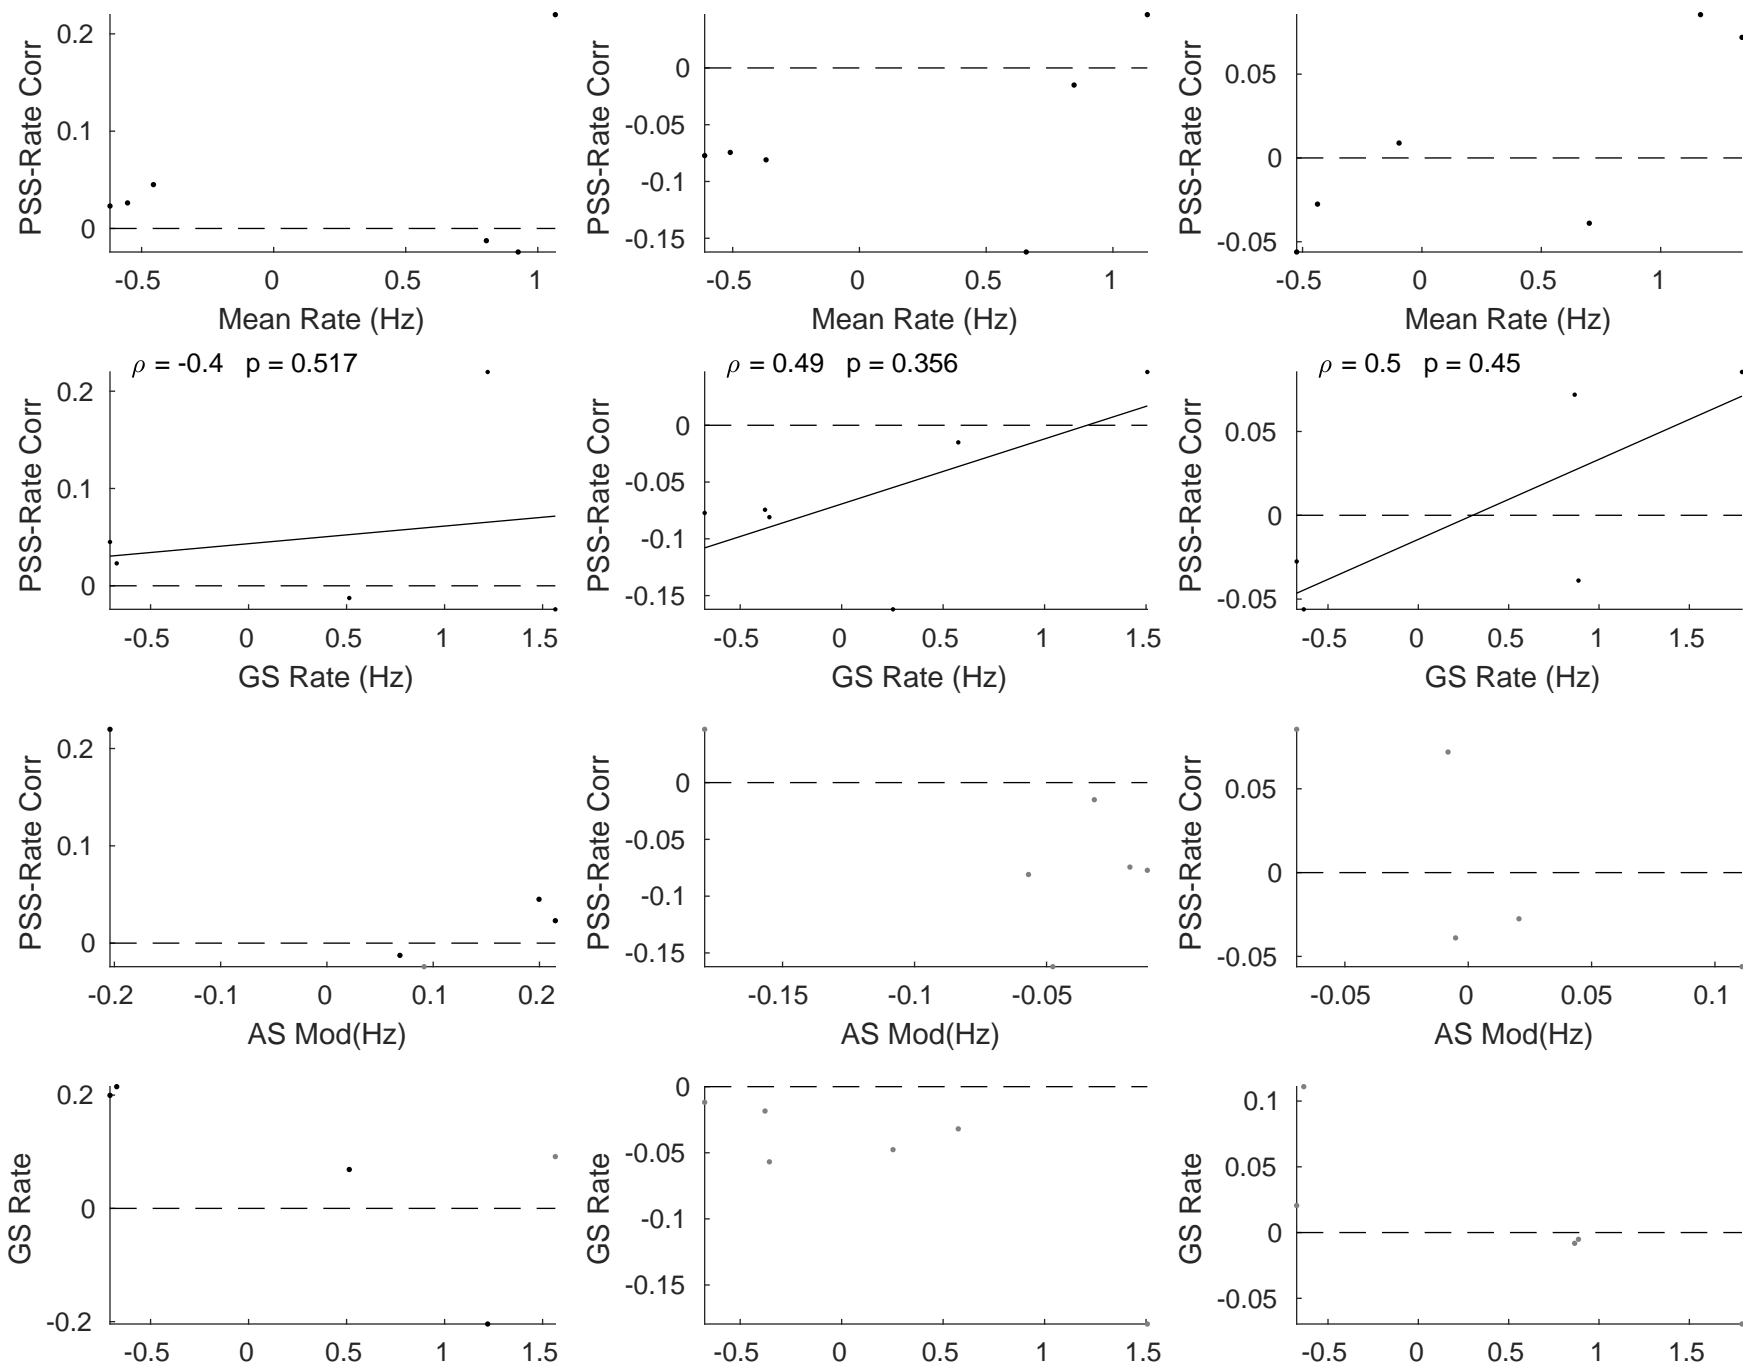 PSS-Rate Corr
0.2
0.1
0
-0.5 0 0.5 1
Mean Rate (Hz)
PSS-Rate Corr
0
-0.05
-0.1
-0.15
-0.5 0 0.5 1
Mean Rate (Hz)
PSS-Rate Corr
0.05
0
-0.05
-0.5 0 0.5 1
Mean Rate (Hz)
ρ = -0.4 p = 0.517
PSS-Rate Corr
0.2
0.1
0
-0.5 0 0.5 1 1.5
GS Rate (Hz)
ρ = 0.49 p = 0.356
PSS-Rate Corr
0
-0.05
-0.1
-0.15
-0.5 0 0.5 1 1.5
GS Rate (Hz)
ρ = 0.5 p = 0.45
PSS-Rate Corr
0.05
0
-0.05
-0.5 0 0.5 1 1.5
GS Rate (Hz)
PSS-Rate Corr
0.2
0.1
0
-0.2 -0.1 0 0.1 0.2
AS Mod(Hz)
PSS-Rate Corr
0
-0.05
-0.1
-0.15
-0.15 -0.1 -0.05
AS Mod(Hz)
PSS-Rate Corr
0.05
0
-0.05
-0.05 0 0.05 0.1
AS Mod(Hz)
GS Rate
0.2
0
-0.2
-0.5 0 0.5 1 1.5
GS Rate
0
-0.05
-0.1
-0.15
-0.5 0 0.5 1 1.5
GS Rate
0.1
0.05
0
-0.05
-0.5 0 0.5 1 1.5